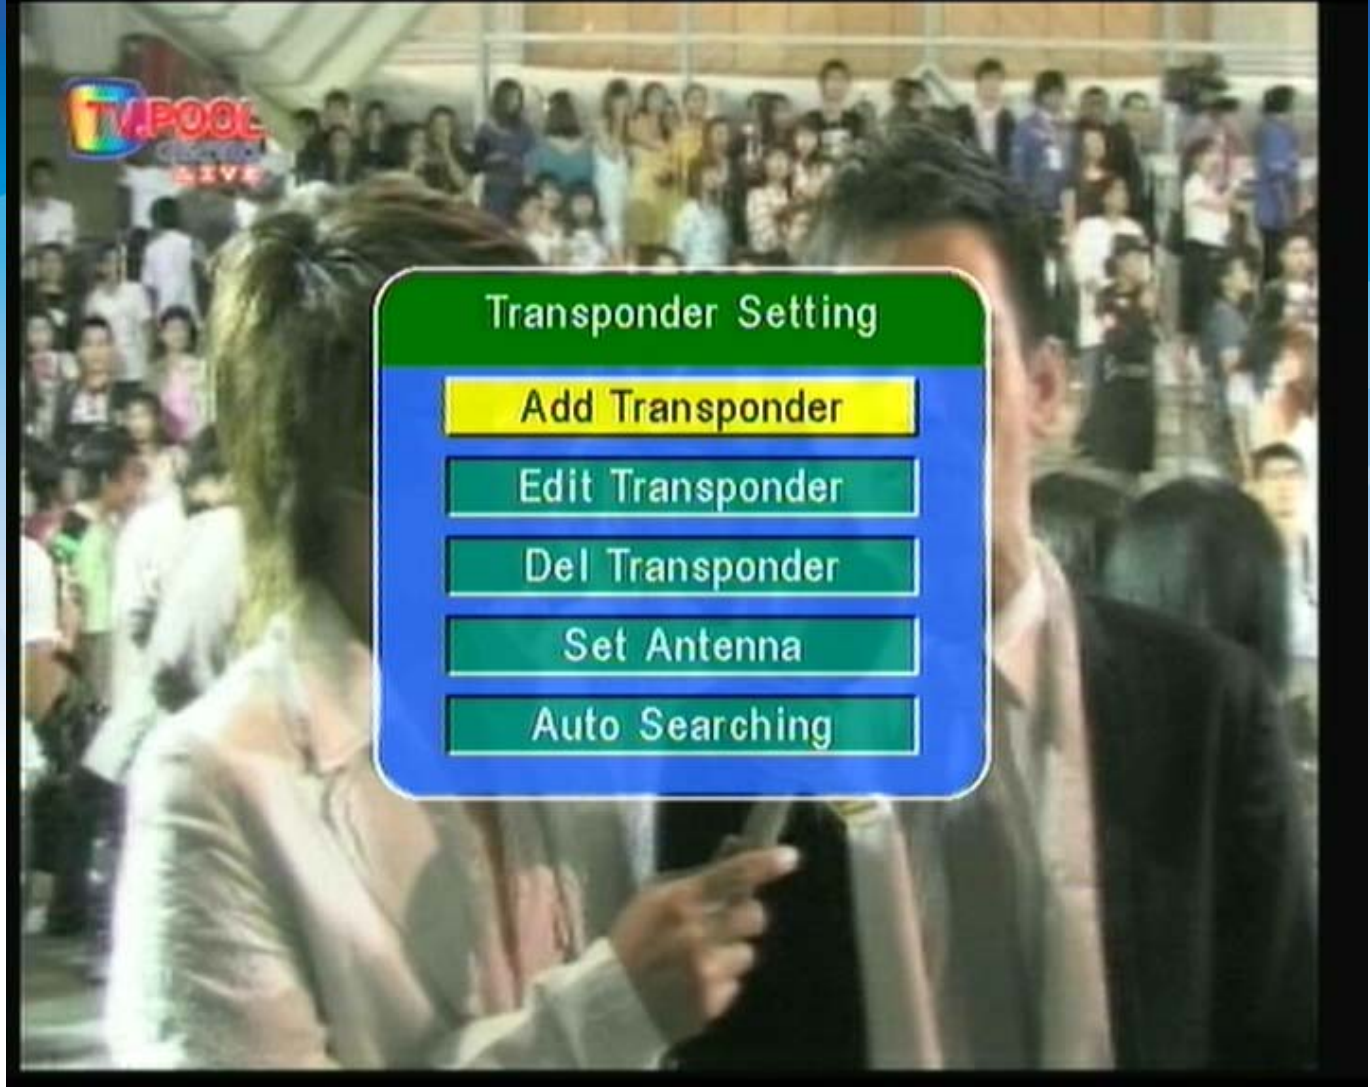 TV.POOL
LIVE
Transponder Setting
Add Transponder
Edit Transponder
Del Transponder
Set Antenna
Auto Searching